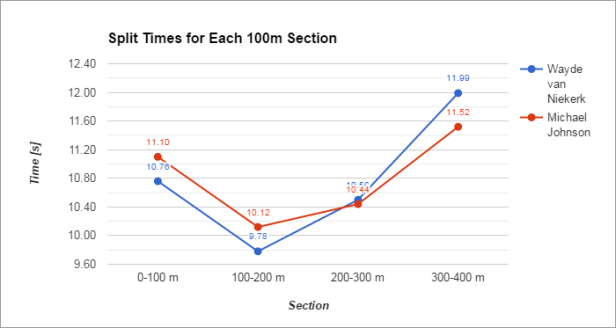 Split Times for Each 100m Section
12.40
12.00
11.60
11.20
10.80
10.40
10.00
9.60
Time [s]
11.99
11.52
11.10
10.76
10.12
9.78
10.44
0-100 m
100-200 m
200-300 m
300-400 m
Section
Wayde
van
Niekerk
Michael
Johnson